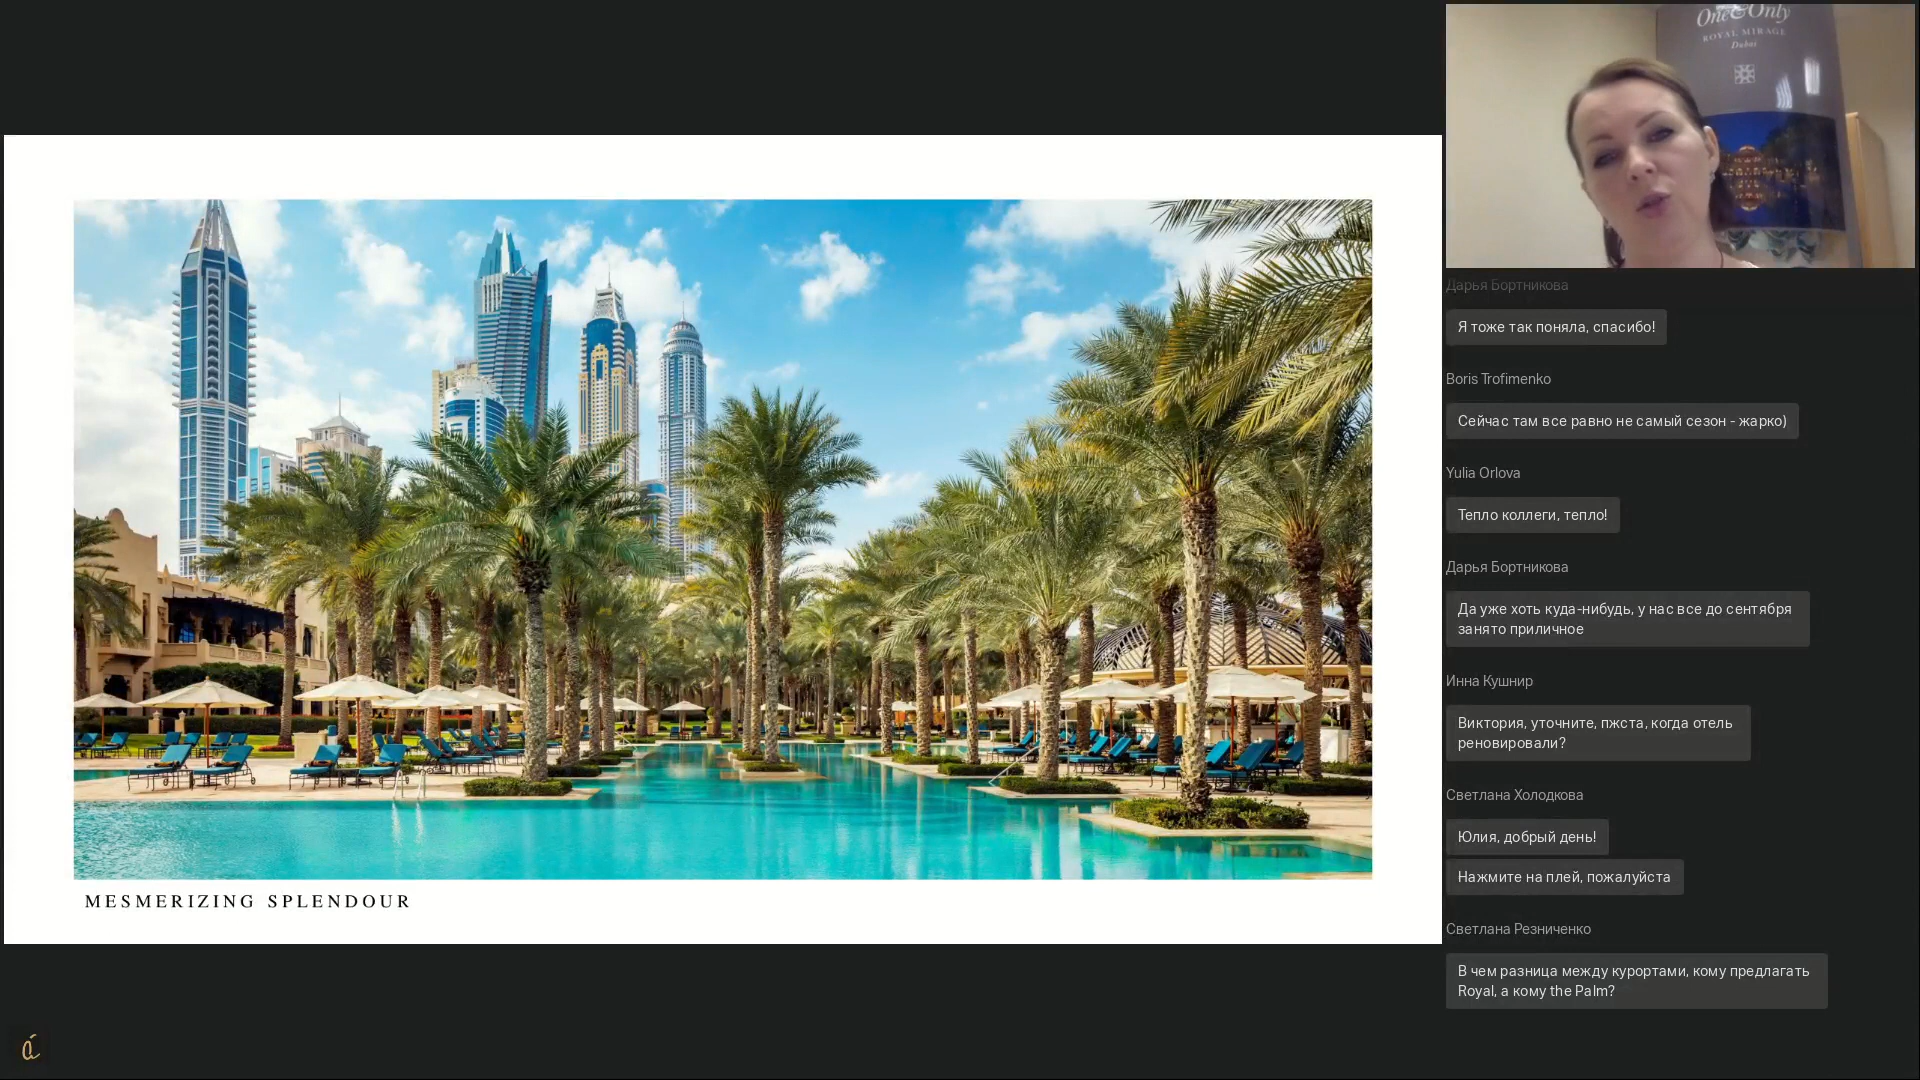 MESMERIZING SPLENDOUR
One&Only
ROYAL MIRAGE
Dubai
Дарья Бортникова
Я тоже так поняла, спасибо!
Boris Trofimenko
Сейчас там все равно не самый сезон - жарко)
Yulia Orlova
Тепло коллеги, тепло!
Дарья Бортникова
Да уже хоть куда-нибудь, у нас все до сентября
занято приличное
Инна Кушнир
Виктория, уточните, пжста, когда отель
реновировали?
Светлана Холодкова
Юлия, добрый день!
Нажмите на плей, пожалуйста
Светлана Резниченко
В чем разница между курортами, кому предлагать
Royal, а кому the Palm?
á